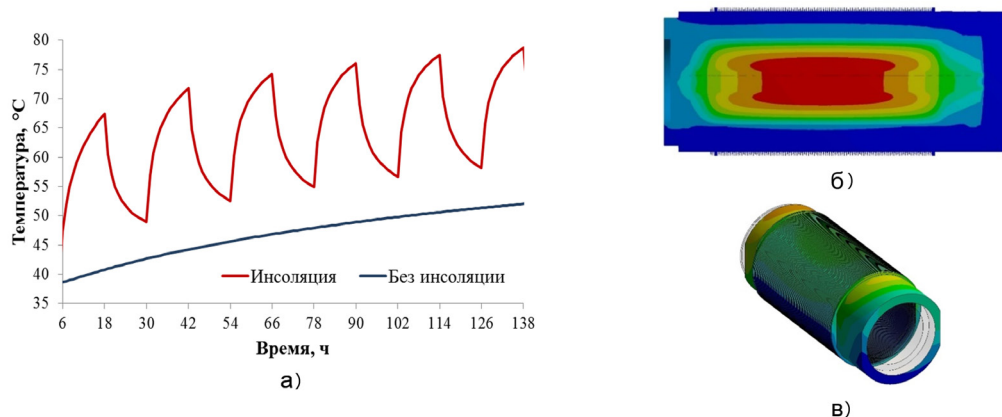 80
75
70
65
60
55
50
45
40
35
Температура, °С
Инсоляция
Без инсоляции
6 18 30 42 54 66 78 90 102 114 126 138
Время, ч
а)
б)
в)